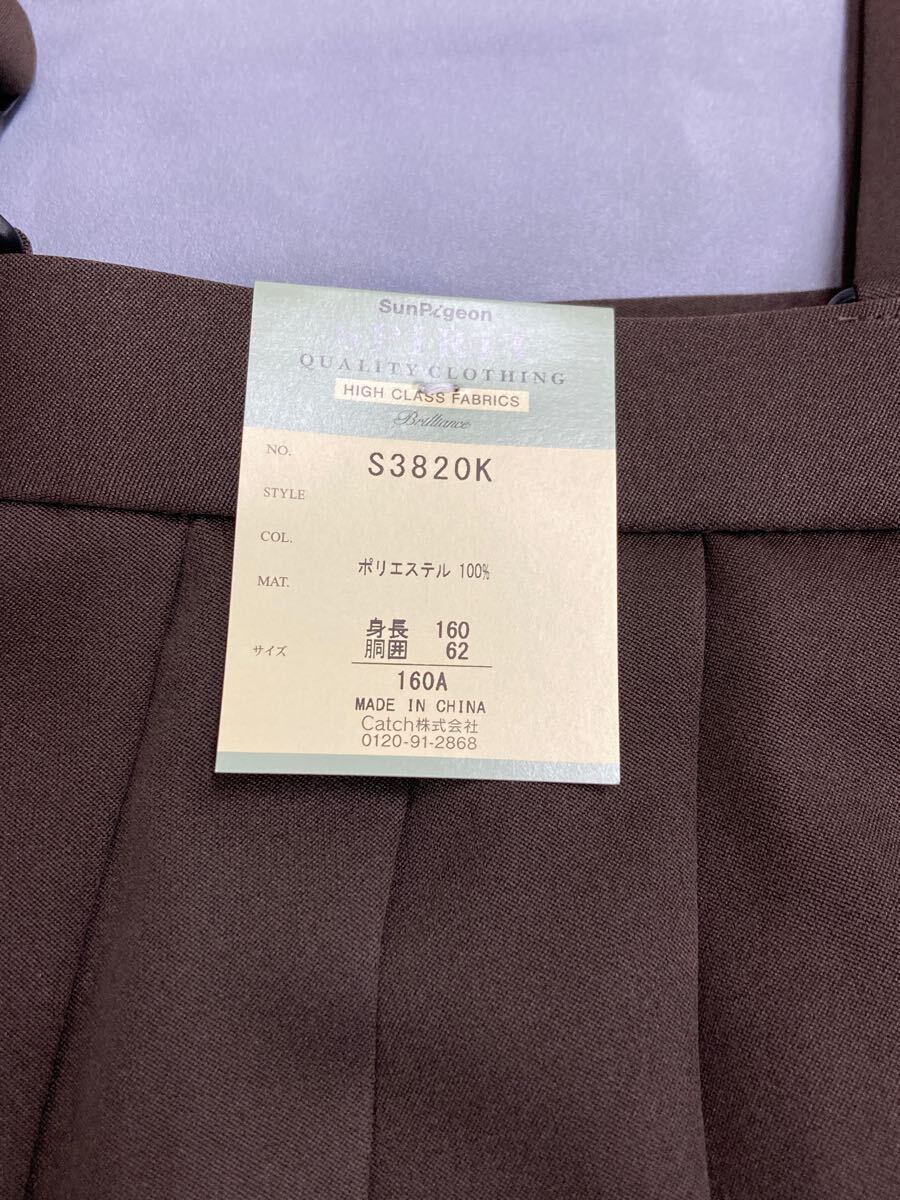 SunPigeon
QUALITY CLOTHING
HIGH CLASS FABRICS
Brilliance
NO. S3820K
STYLE
COL.
MAT. ポリエステル 100%
身長 160
サイズ 胴囲 62
160A
MADE IN CHINA
Catch株式会社
0120-91-2868